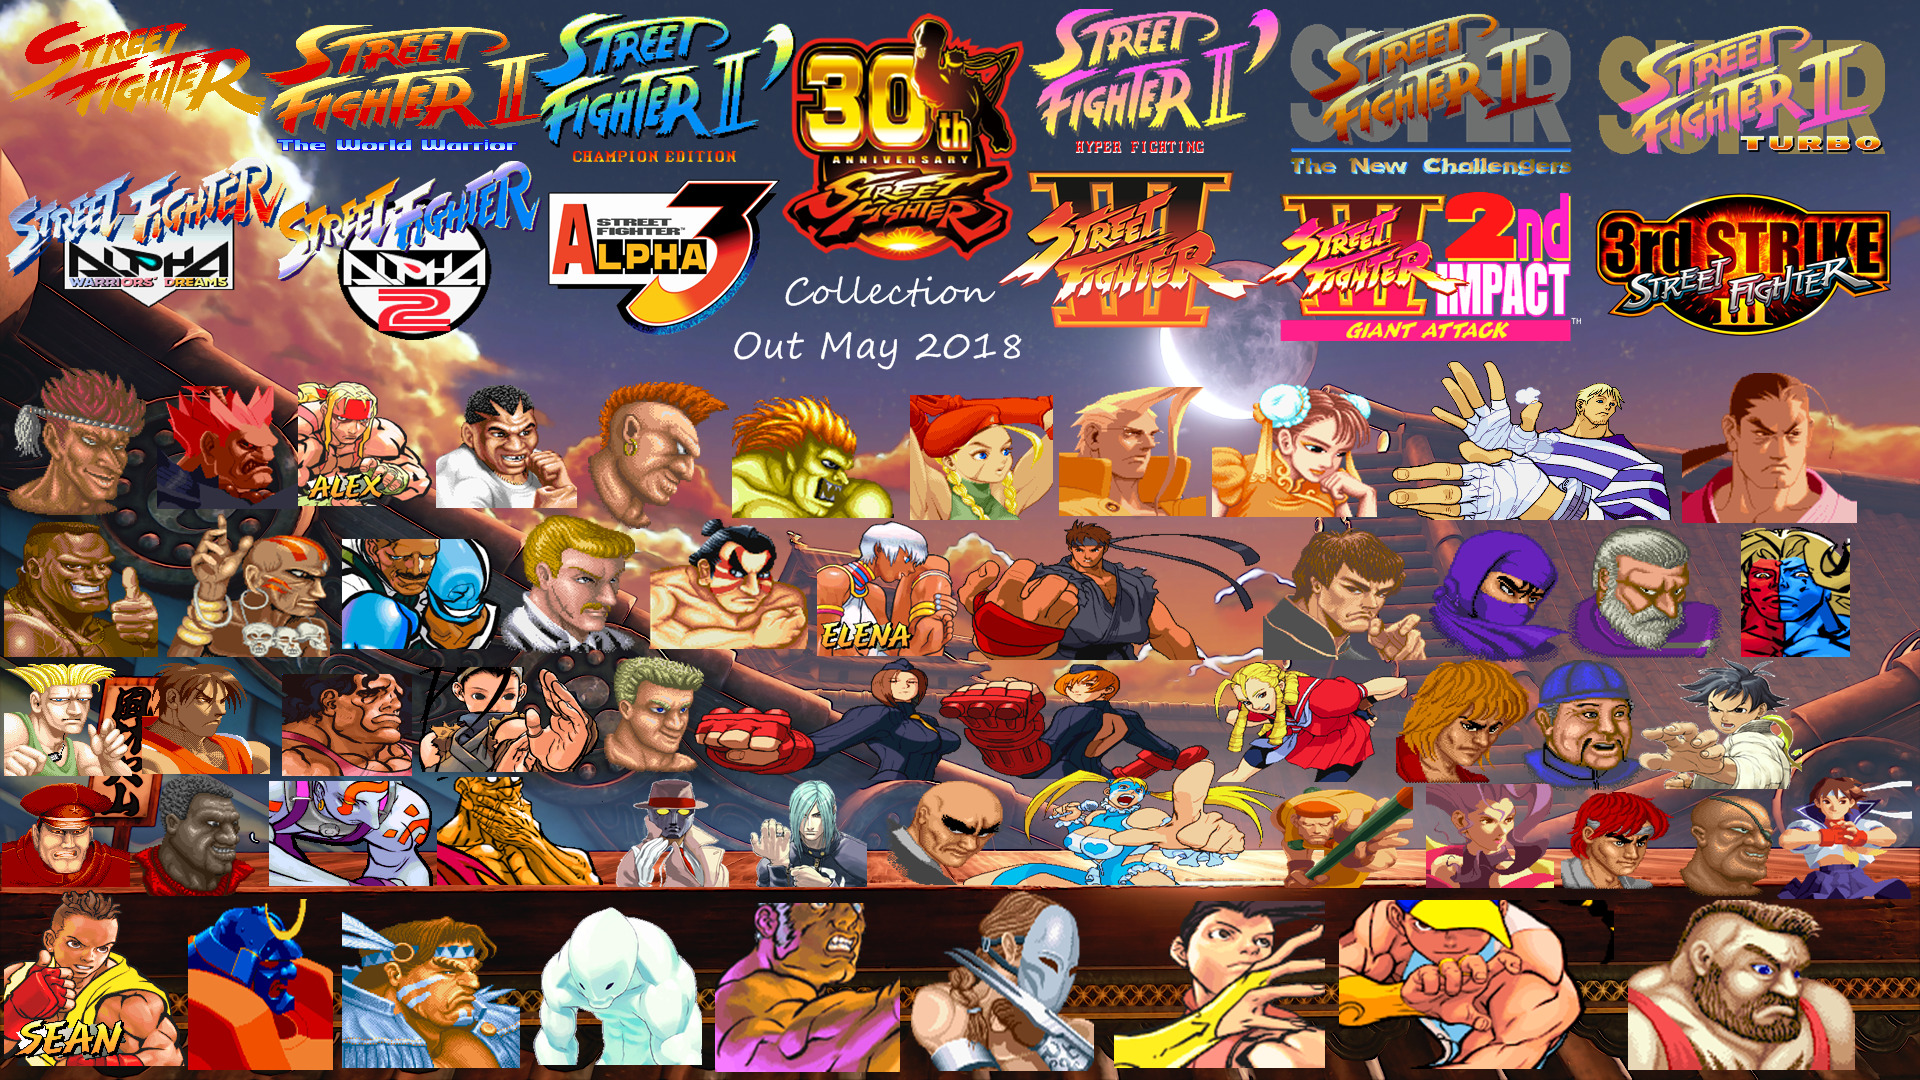 STREET FIGHTER
STREET FIGHTER II
The World Warrior
STREET FIGHTER II'
CHAMPION EDITION
30th
ANNIVERSARY
STREET FIGHTER
Collection
Out May 2018
STREET FIGHTER II'
HYPER FIGHTING
SUPER
STREET FIGHTER II
The New Challengers
SUPER
STREET FIGHTER II
TURBO
STREET FIGHTER
ALPHA
WARRIORS' DREAMS
STREET FIGHTER
ALPHA
2
STREET FIGHTER™
ALPHA 3
STREET FIGHTER III
STREET FIGHTER III
2nd IMPACT
GIANT ATTACK
™
3rd STRIKE
STREET FIGHTER
III
ALEX
ELENA
SEAN